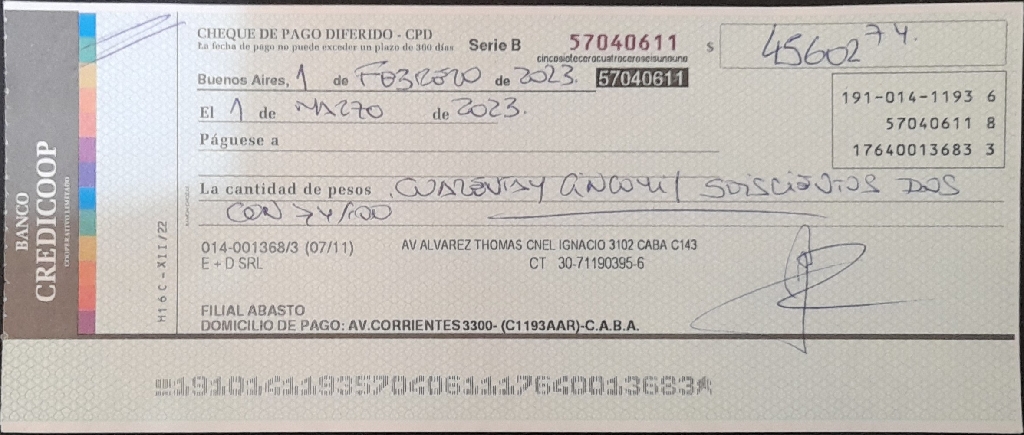 BANCO
CREDICOOP
COOPERATIVO LIMITADO
H16C-XII/22
CHEQUE DE PAGO DIFERIDO - CPD
La fecha de pago no puede exceder un plazo de 360 días
Serie B 57040611 $ 45602 74.
cincosieteceracuatroceroseisunouno
Buenos Aires, 1 de FEBRERO de 2023. 57040611
El 1 de MARZO de 2023.
191-014-1193 6
57040611 8
17640013683 3
Páguese a
La cantidad de pesos CUARENTA Y CINCO MIL SEISCIENTOS DOS
CON 74/100
014-001368/3 (07/11) AV ALVAREZ THOMAS CNEL IGNACIO 3102 CABA C143
E + D SRL CT 30-71190395-6
FILIAL ABASTO
DOMICILIO DE PAGO: AV.CORRIENTES 3300- (C1193AAR)-C.A.B.A.
19101411935704061117640013683